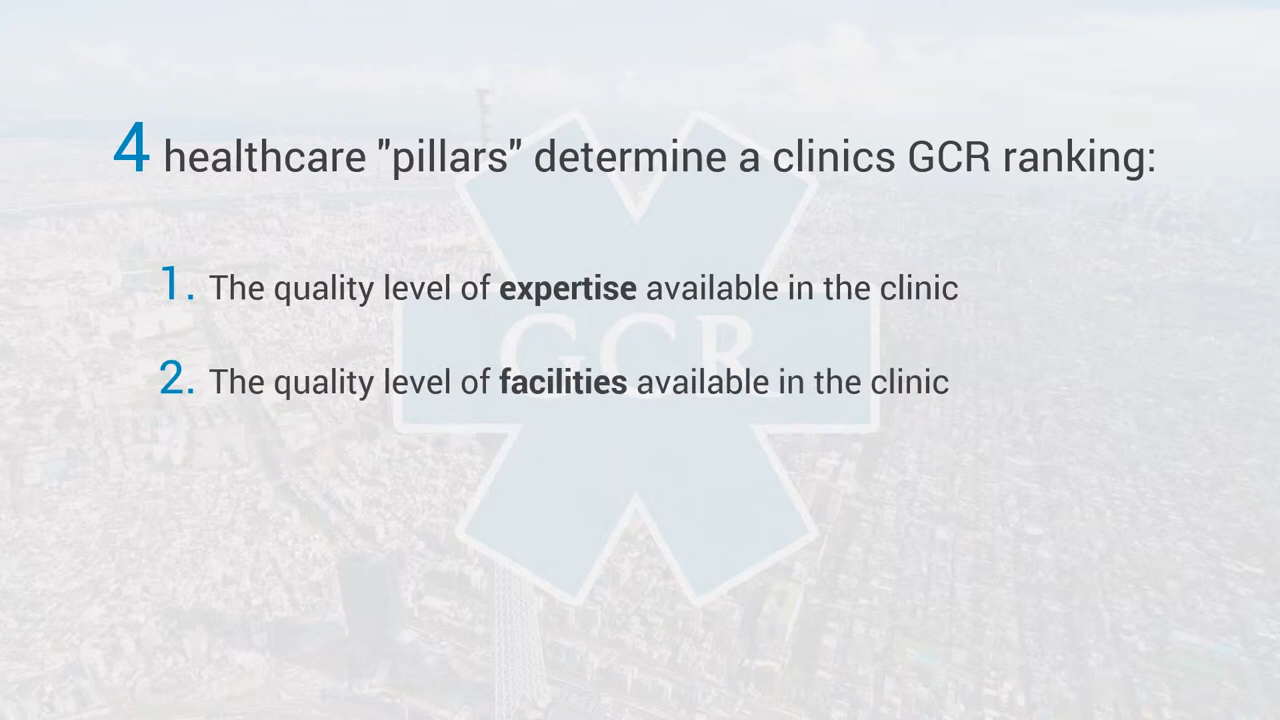 4 healthcare "pillars" determine a clinics GCR ranking:
1. The quality level of expertise available in the clinic
GCR
2. The quality level of facilities available in the clinic